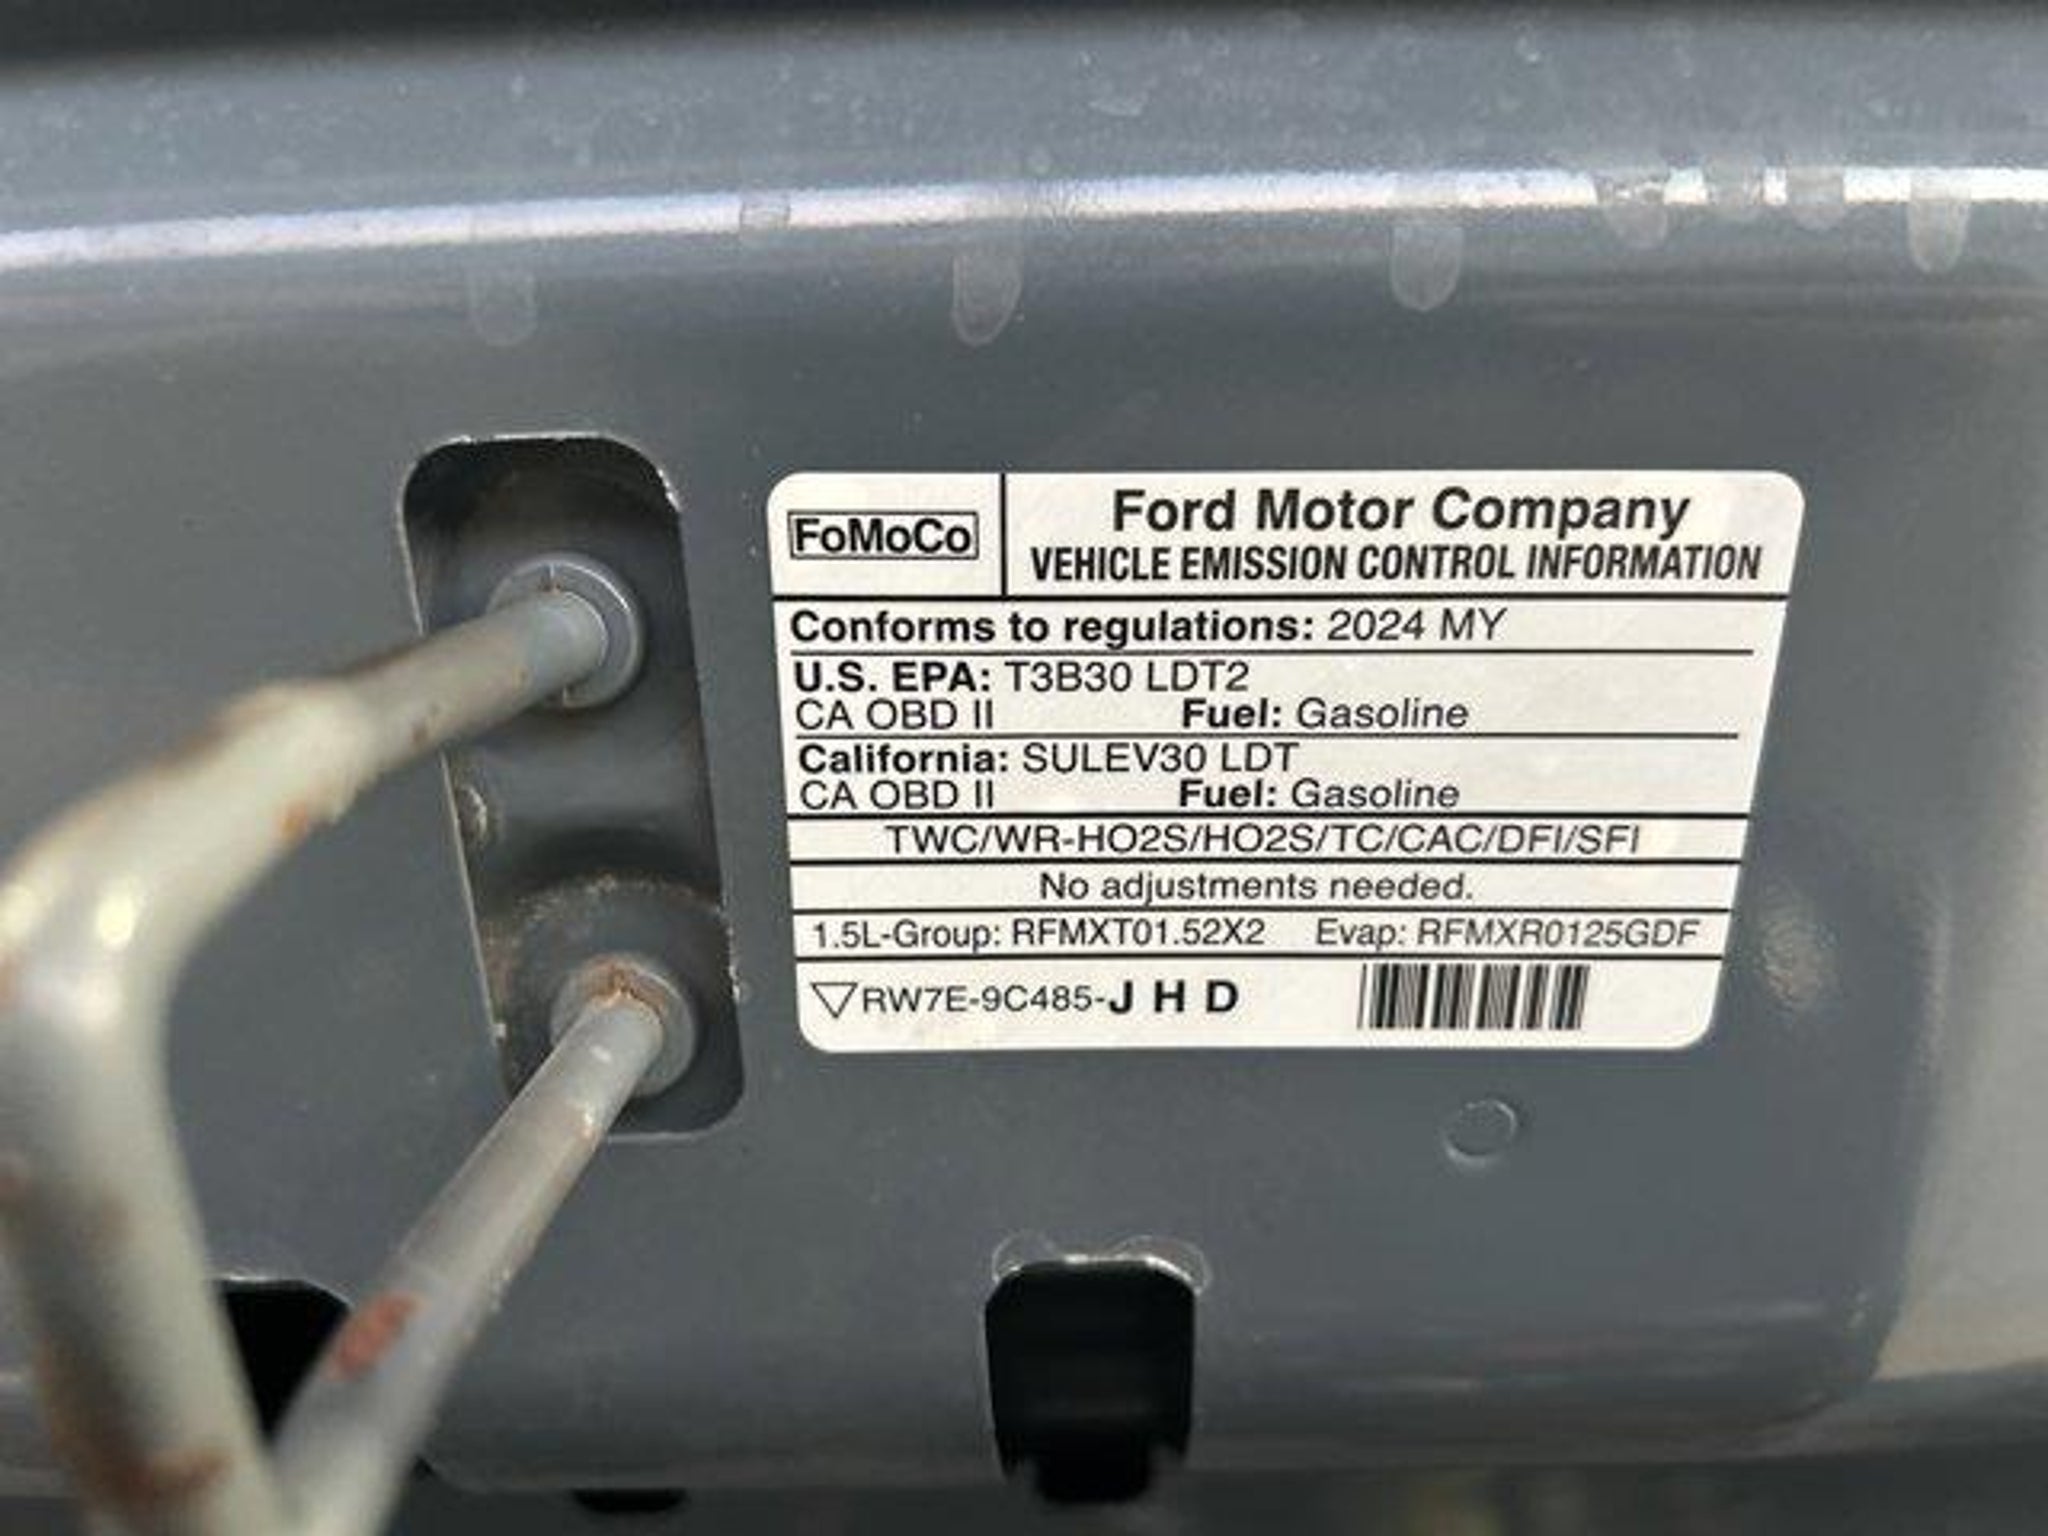 FoMoCo
Ford Motor Company
VEHICLE EMISSION CONTROL INFORMATION
Conforms to regulations: 2024 MY
U.S. EPA: T3B30 LDT2
CA OBD II Fuel: Gasoline
California: SULEV30 LDT
CA OBD II Fuel: Gasoline
TWC/WR-HO2S/HO2S/TC/CAC/DFI/SFI
No adjustments needed.
1.5L-Group: RFMXT01.52X2 Evap: RFMXR0125GDF
RW7E-9C485-J H D